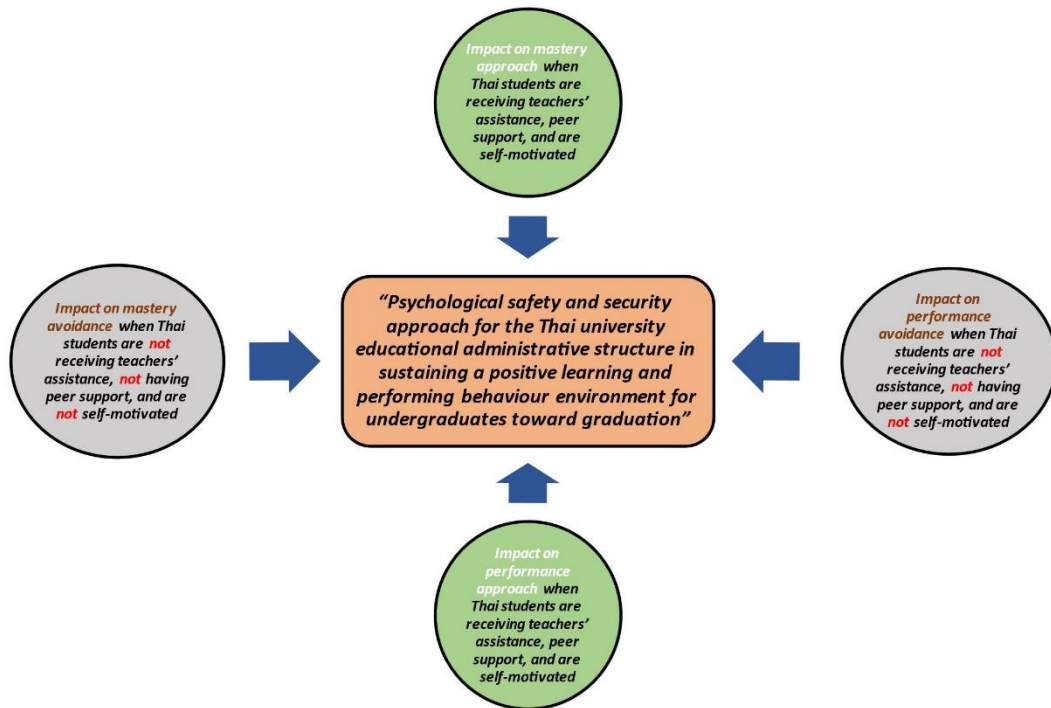 Impact on mastery
approach when
Thai students are
receiving teachers’
assistance, peer
support, and are
self-motivated
Impact on mastery
avoidance when Thai
students are not
receiving teachers’
assistance, not having
peer support, and are
not self-motivated
“Psychological safety and security
approach for the Thai university
educational administrative structure in
sustaining a positive learning and
performing behaviour environment for
undergraduates toward graduation”
Impact on
performance
avoidance when Thai
students are not
receiving teachers’
assistance, not having
peer support, and are
not self-motivated
Impact on
performance
approach when
Thai students are
receiving teachers’
assistance, peer
support, and are
self-motivated